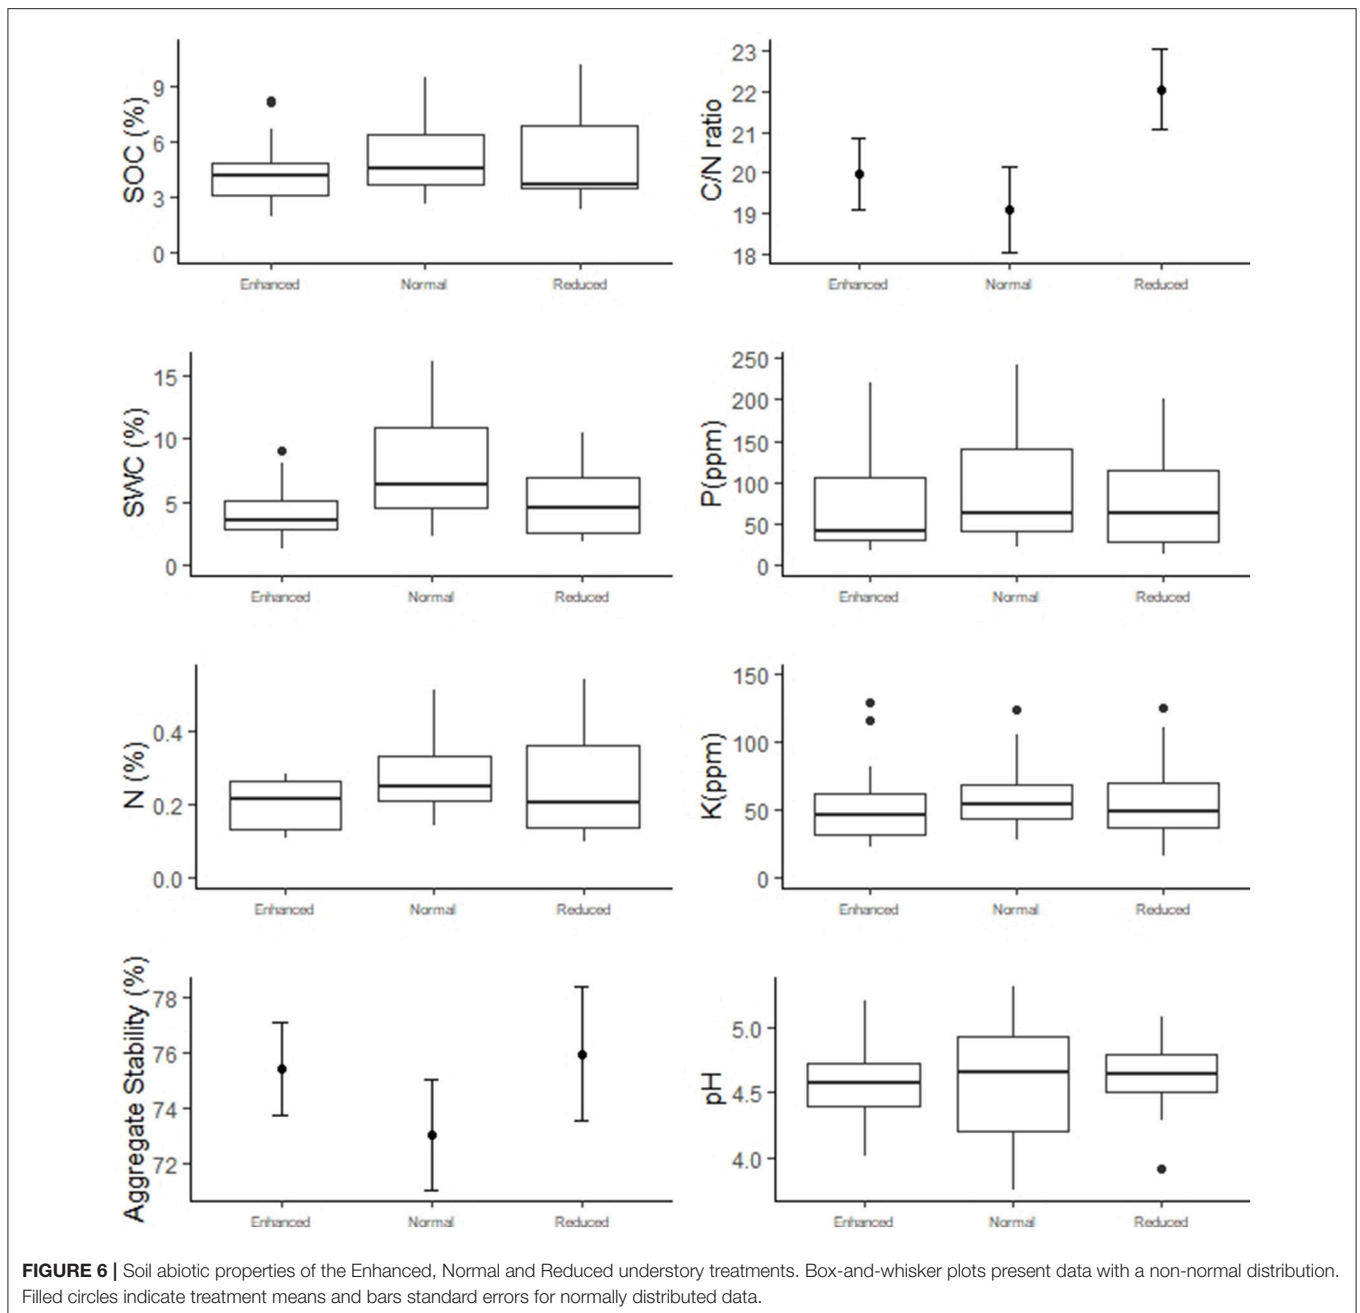 SOC (%)
9
6
3
0
Enhanced Normal Reduced
C/N ratio
23
22
21
20
19
18
Enhanced Normal Reduced
SWC (%)
15
10
5
0
Enhanced Normal Reduced
P(ppm)
250
200
150
100
50
0
Enhanced Normal Reduced
N (%)
0.4
0.2
0.0
Enhanced Normal Reduced
K(ppm)
150
100
50
0
Enhanced Normal Reduced
Aggregate Stability (%)
78
76
74
72
Enhanced Normal Reduced
pH
5.0
4.5
4.0
Enhanced Normal Reduced
FIGURE 6 | Soil abiotic properties of the Enhanced, Normal and Reduced understory treatments. Box-and-whisker plots present data with a non-normal distribution.
Filled circles indicate treatment means and bars standard errors for normally distributed data.